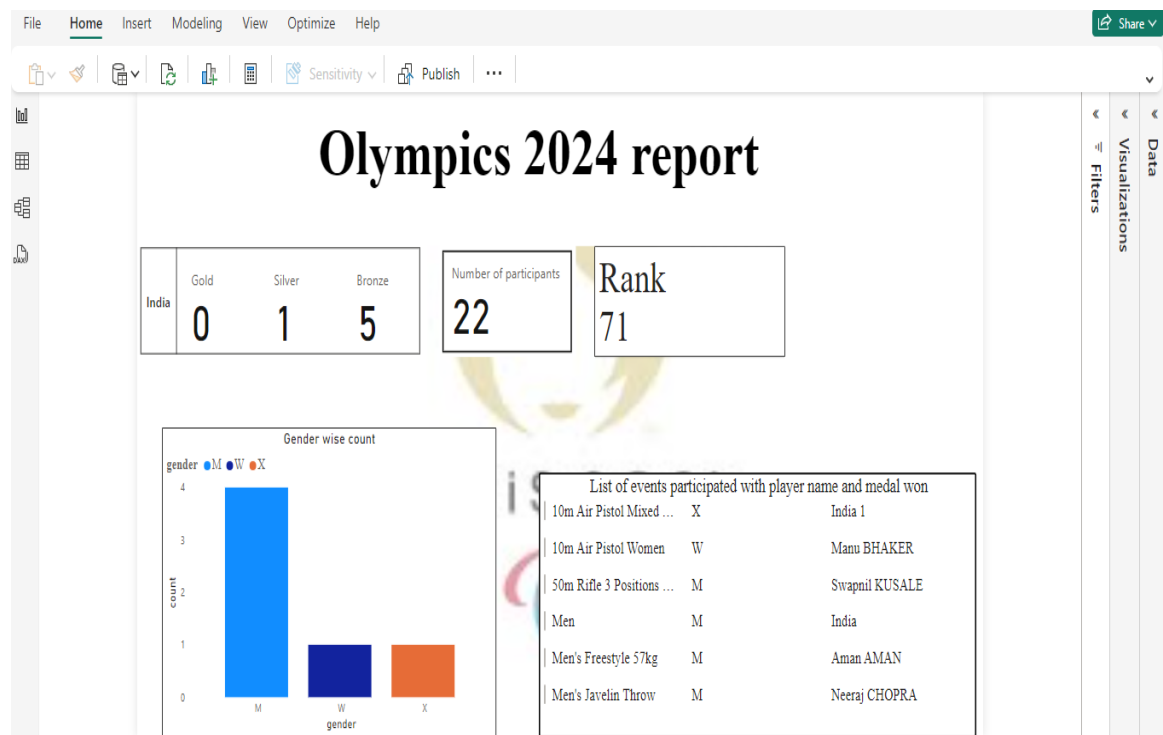 File Home Insert Modeling View Optimize Help Share
Sensitivity Publish
Olympics 2024 report
Filters
Visualizations
Data
DAX
India
Gold Silver Bronze
0 1 5
Number of participants
22
Rank
71
Gender wise count
gender M W X
4
3
2
1
0
count
M W X
gender
List of events participated with player name and medal won
10m Air Pistol Mixed ... X India 1
10m Air Pistol Women W Manu BHAKER
50m Rifle 3 Positions ... M Swapnil KUSALE
Men M India
Men's Freestyle 57kg M Aman AMAN
Men's Javelin Throw M Neeraj CHOPRA